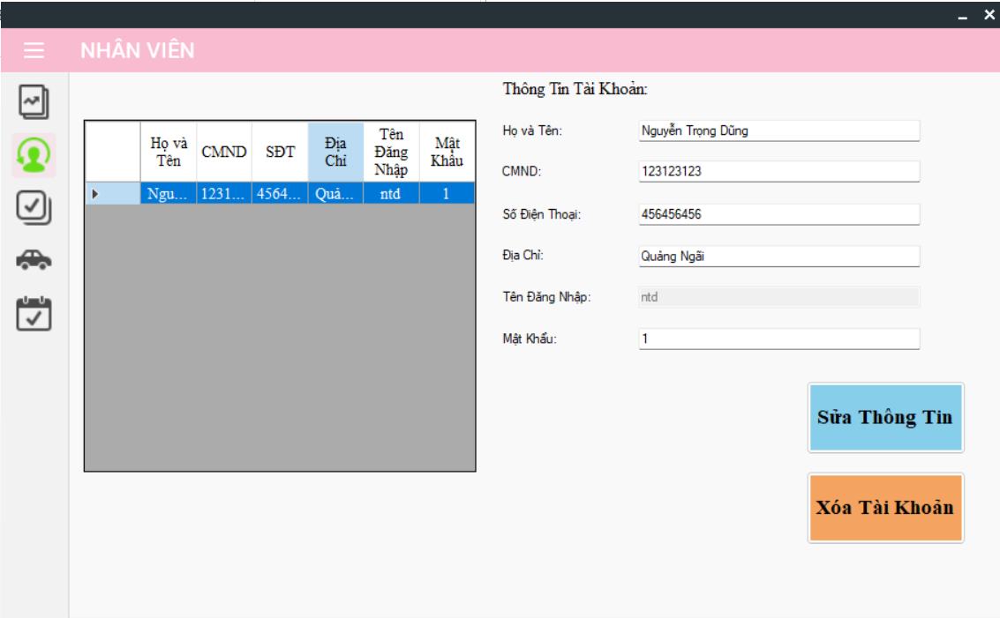 NHÂN VIÊN
Thông Tin Tài Khoản:
Họ và
Tên
CMND
SĐT
Địa
Chỉ
Tên
Đăng
Nhập
Mật
Khẩu
Ngu... 1231... 4564... Quả... ntd 1
Họ và Tên: Nguyễn Trọng Dũng
CMND: 123123123
Số Điện Thoại: 456456456
Địa Chỉ: Quảng Ngãi
Tên Đăng Nhập: ntd
Mật Khẩu: 1
Sửa Thông Tin
Xóa Tài Khoản